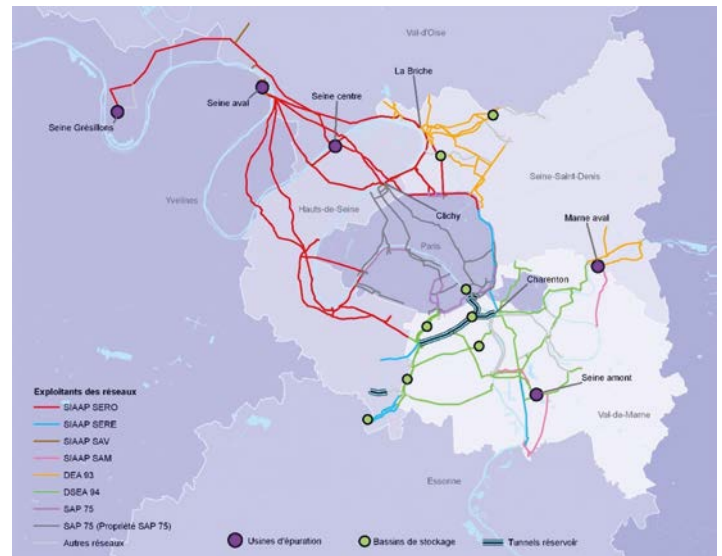 Val-d'Oise
La Briche
Seine centre
Seine aval
Seine Grésillons
Seine-Saint-Denis
Yvelines
Hauts-de-Seine
Clichy
Marne aval
Paris
Charenton
Seine amont
Val-de-Marne
Essonne
Exploitants des réseaux
SIAAP SERO
SIAAP SERE
SIAAP SAV
SIAAP SAM
DEA 93
DSEA 94
SAP 75
SAP 75 (Propriété SAP 75)
Autres réseaux
Usines d'épuration
Bassins de stockage
Tunnels réservoir